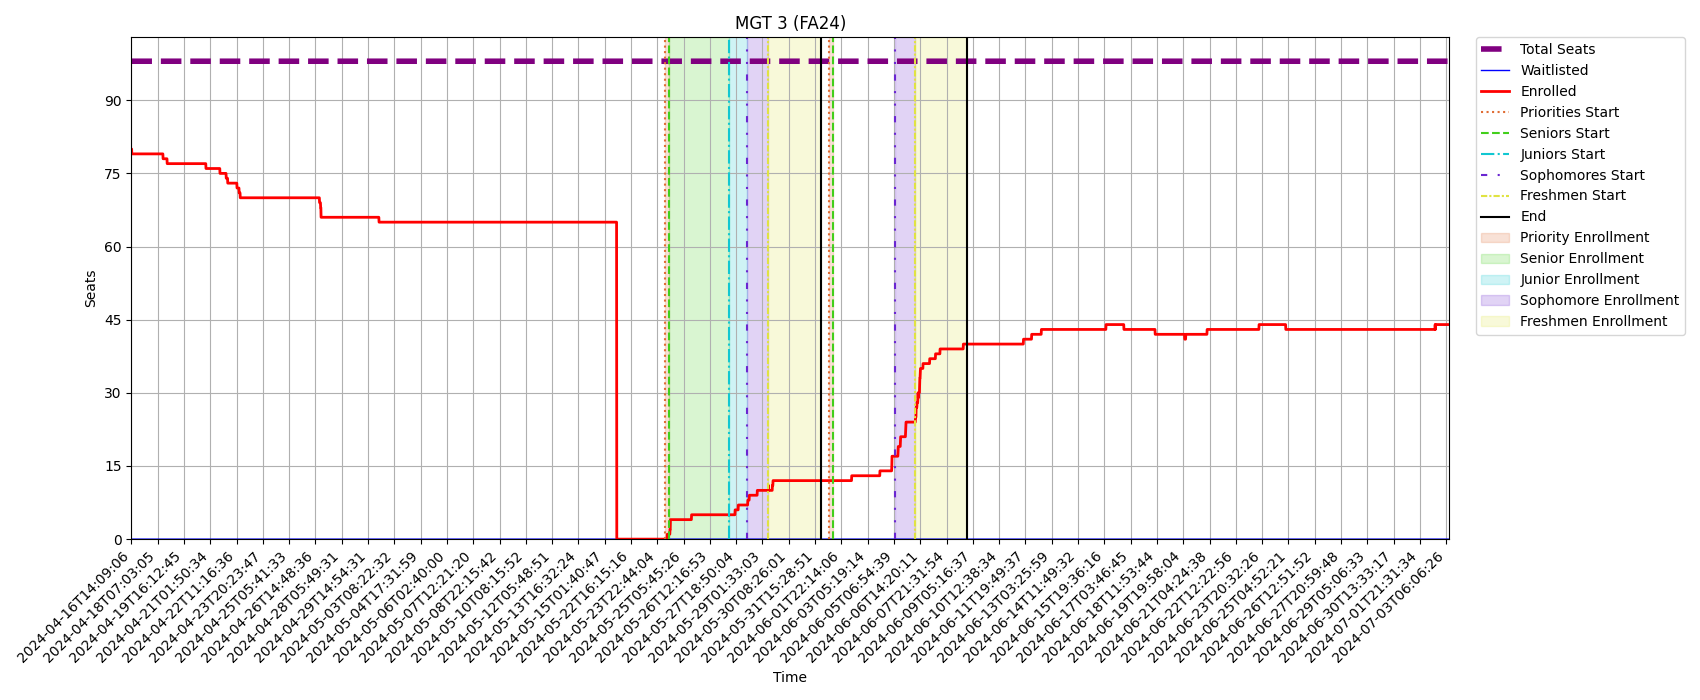 MGT 3 (FA24)
Total Seats
Waitlisted
Enrolled
Priorities Start
Seniors Start
Juniors Start
Sophomores Start
Freshmen Start
End
Priority Enrollment
Senior Enrollment
Junior Enrollment
Sophomore Enrollment
Freshmen Enrollment
Seats
90
75
60
45
30
15
0
2024-04-16T14:09:06
2024-04-18T07:03:05
2024-04-19T16:12:45
2024-04-21T01:50:34
2024-04-22T11:16:36
2024-04-23T20:23:47
2024-04-25T05:41:33
2024-04-26T14:48:36
2024-04-28T05:49:31
2024-04-29T14:54:31
2024-05-03T08:22:32
2024-05-04T17:31:59
2024-05-06T02:40:00
2024-05-07T12:21:20
2024-05-08T22:15:42
2024-05-10T08:15:52
2024-05-12T05:48:51
2024-05-13T16:32:24
2024-05-15T01:40:47
2024-05-22T16:15:16
2024-05-23T22:44:04
2024-05-25T05:45:26
2024-05-26T12:16:53
2024-05-27T18:50:04
2024-05-29T01:33:03
2024-05-30T08:26:01
2024-05-31T15:28:51
2024-06-01T22:14:06
2024-06-03T05:19:14
2024-06-05T06:54:39
2024-06-06T14:20:11
2024-06-07T21:31:54
2024-06-09T05:16:37
2024-06-10T12:38:34
2024-06-11T19:49:37
2024-06-13T03:25:59
2024-06-14T11:49:32
2024-06-15T19:36:16
2024-06-17T03:46:45
2024-06-18T11:53:44
2024-06-19T19:58:04
2024-06-21T04:24:38
2024-06-22T12:22:56
2024-06-23T20:32:26
2024-06-25T04:52:21
2024-06-26T12:51:52
2024-06-27T20:59:48
2024-06-29T05:06:33
2024-06-30T13:33:17
2024-07-01T21:31:34
2024-07-03T06:06:26
Time